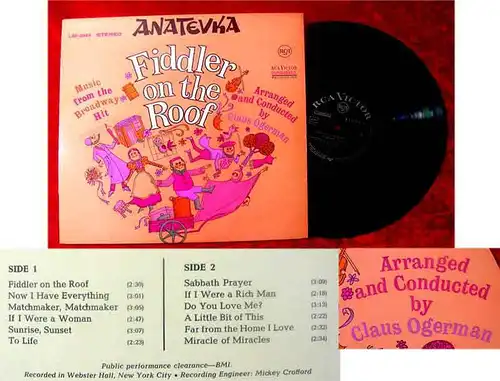 ANATEVKA
STEREO
Fiddler
on the
Roof
Music
from the
Broadway
Hit
Arranged
and Conducted
by
Claus Ogerman
RCA VICTOR
RCA VICTOR
SIDE 1
Fiddler on the Roof (2:30)
Now I Have Everything (3:01)
Matchmaker, Matchmaker (3:05)
If I Were a Woman (2:47)
Sunrise, Sunset (3:07)
To Life (2:23)
SIDE 2
Sabbath Prayer (3:09)
If I Were a Rich Man (2:18)
Do You Love Me? (3:13)
A Little Bit of This (2:25)
Far from the Home I Love (2:32)
Miracle of Miracles (2:34)
Public performance clearance—BMI.
Recorded in Webster Hall, New York City • Recording Engineer: Mickey Crofford
Arranged
and Conducted
by
Claus Ogerman